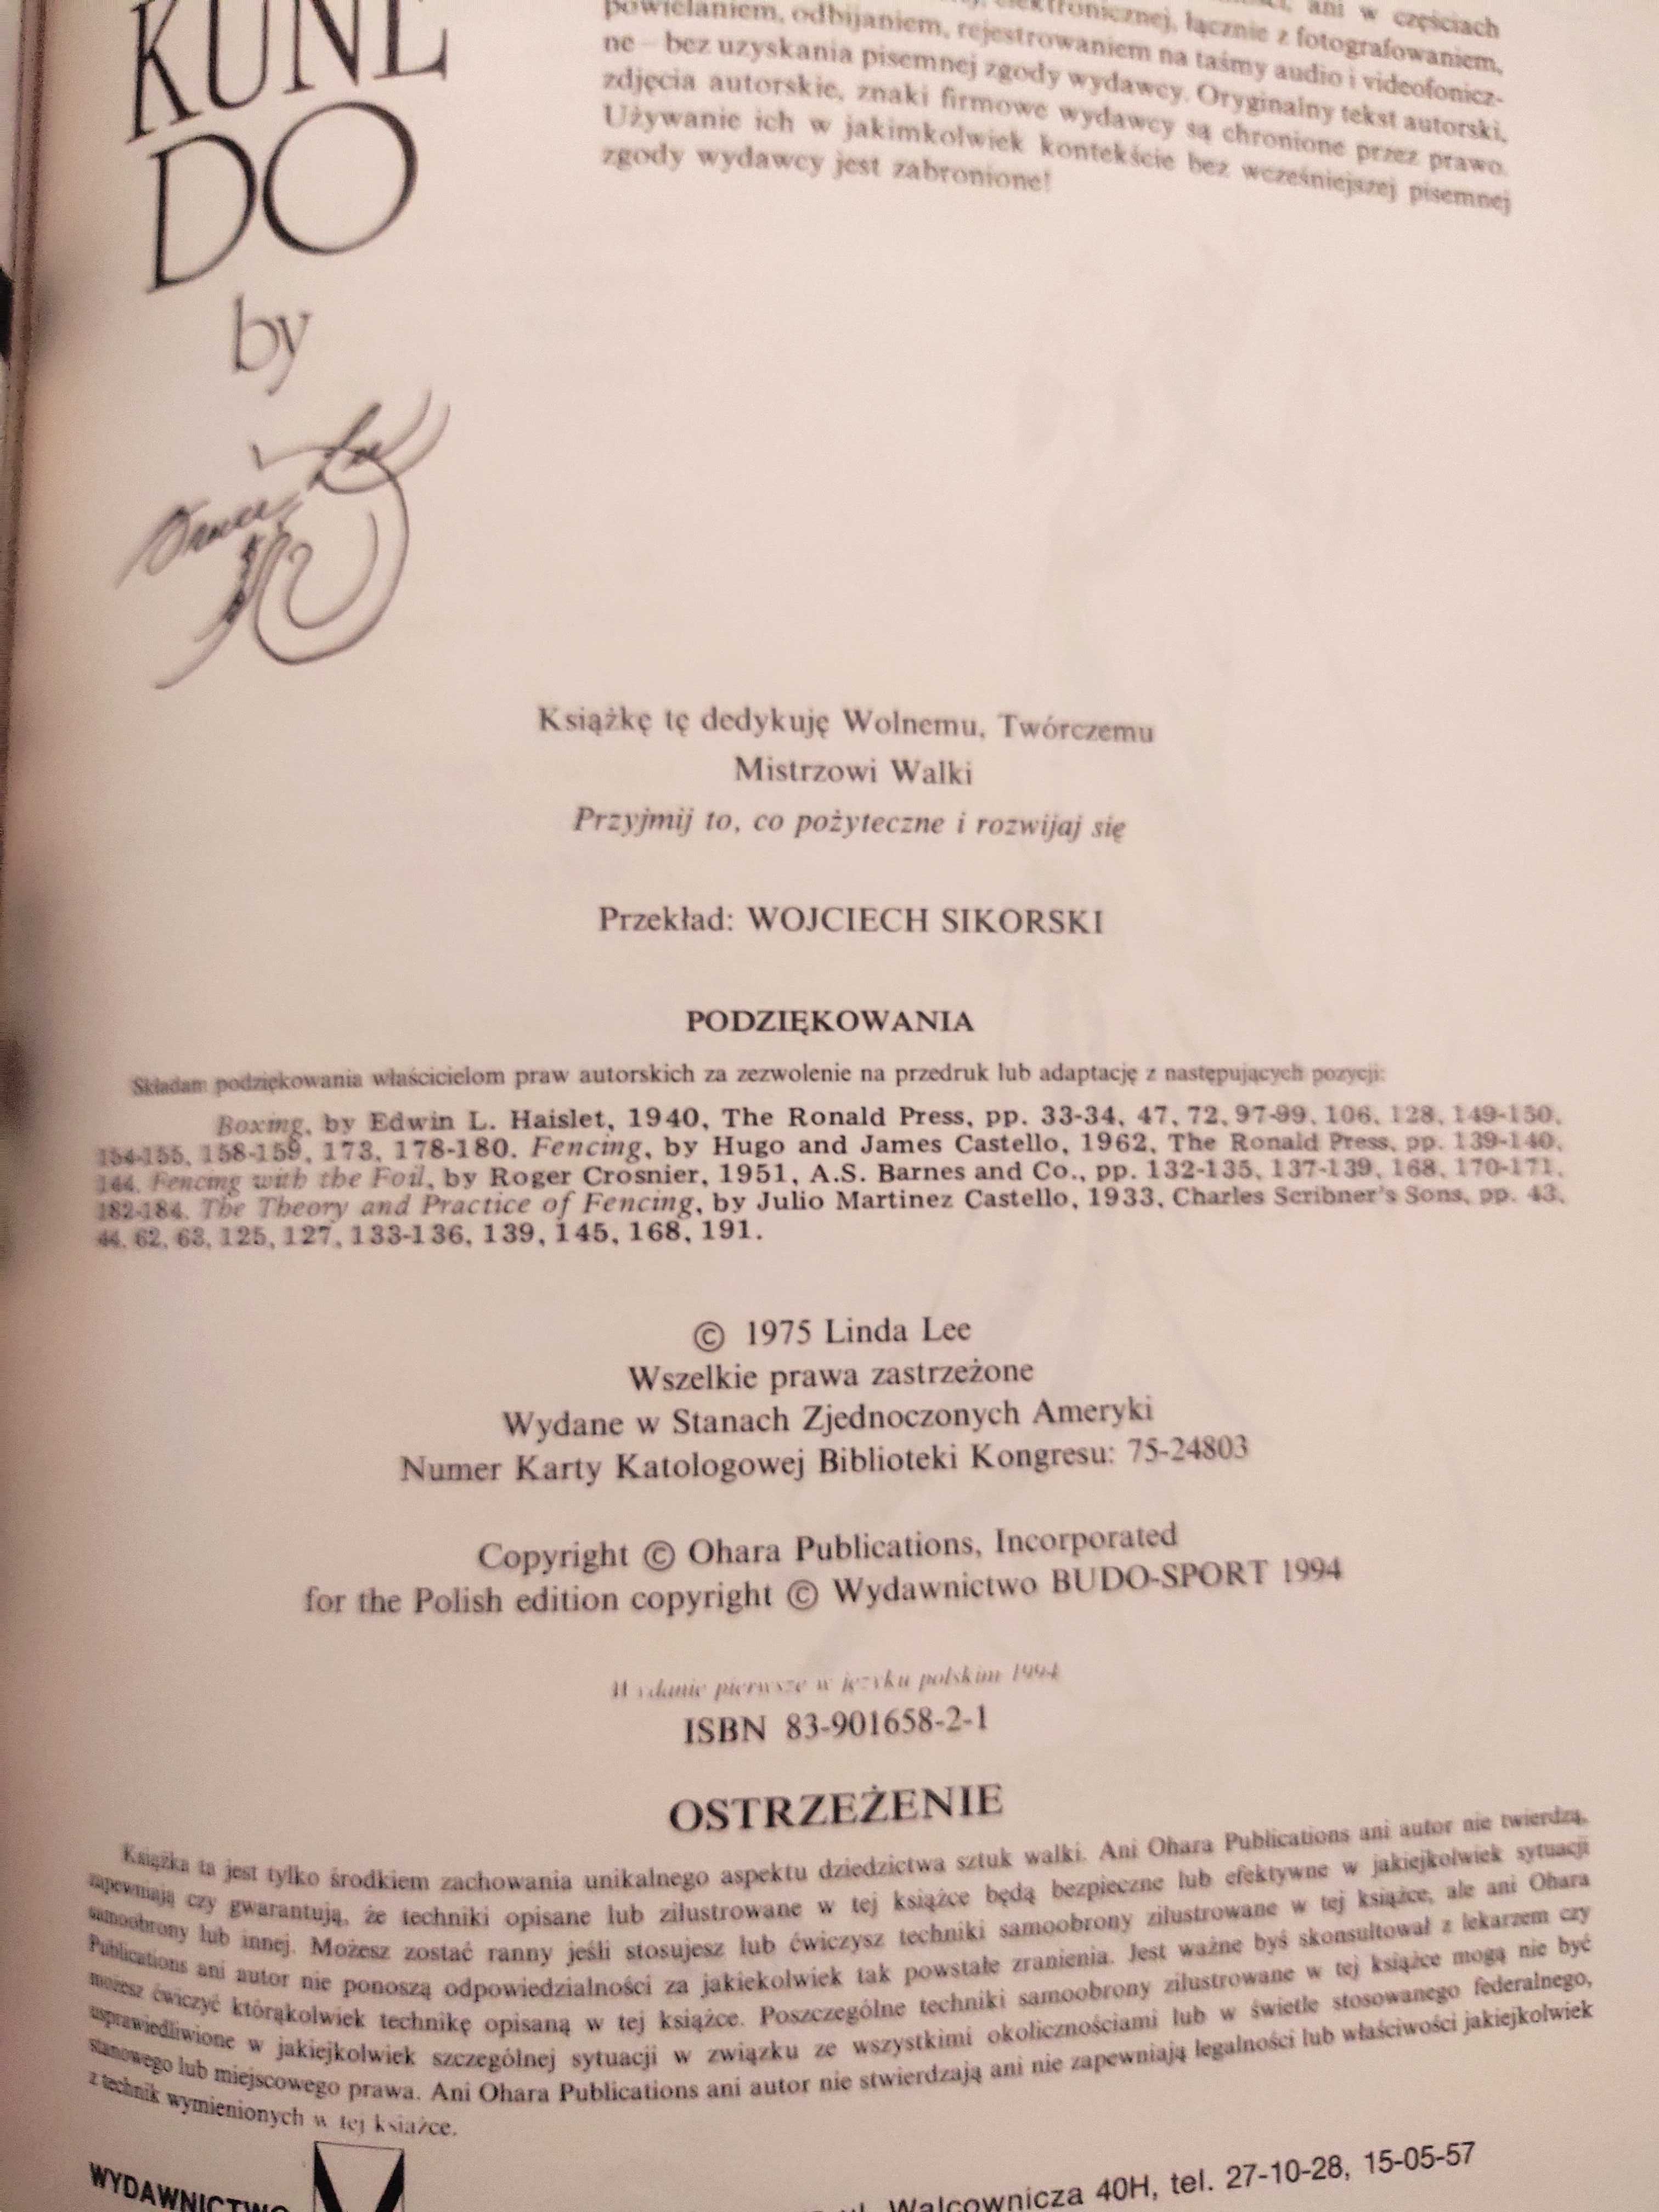 KUNE
DO
by
Bruce Lee
ani w częściach
powielaniem, odbijaniem, rejestrowaniem elektronicznej, łącznie z fotografowaniem,
ne – bez uzyskania pisemnej zgody wydawcy. na taśmy audio i videofonicz-
zdjęcia autorskie, znaki firmowe wydawcy Oryginalny tekst autorski,
Używanie ich w jakimkolwiek kontekście są chronione przez prawo.
zgody wydawcy jest zabronione! bez wcześniejszej pisemnej
Książkę tę dedykuję Wolnemu, Twórczemu
Mistrzowi Walki
Przyjmij to, co pożyteczne i rozwijaj się
Przekład: WOJCIECH SIKORSKI
PODZIĘKOWANIA
Składam podziękowania właścicielom praw autorskich za zezwolenie na przedruk lub adaptację z następujących pozycji:
Boxing, by Edwin L. Haislet, 1940, The Ronald Press, pp. 33-34, 47, 72, 97-99, 106, 128, 149-150,
154-155, 158-159, 173, 178-180. Fencing, by Hugo and James Castello, 1962, The Ronald Press, pp. 139-140,
144. Fencing with the Foil, by Roger Crosnier, 1951, A.S. Barnes and Co., pp. 132-135, 137-139, 168, 170-171,
182-184. The Theory and Practice of Fencing, by Julio Martinez Castello, 1933, Charles Scribner's Sons, pp. 43,
44, 62, 63, 125, 127, 133-136, 139, 145, 168, 191.
© 1975 Linda Lee
Wszelkie prawa zastrzeżone
Wydane w Stanach Zjednoczonych Ameryki
Numer Karty Katologowej Biblioteki Kongresu: 75-24803
Copyright © Ohara Publications, Incorporated
for the Polish edition copyright © Wydawnictwo BUDO-SPORT 1994
Wydanie pierwsze w języku polskim 1994
ISBN 83-901658-2-1
OSTRZEŻENIE
Książka ta jest tylko środkiem zachowania unikalnego aspektu dziedzictwa sztuk walki. Ani Ohara Publications ani autor nie twierdzą,
zapewniają czy gwarantują, że techniki opisane lub zilustrowane w tej książce będą bezpieczne lub efektywne w jakiejkolwiek sytuacji
samoobrony lub innej. Możesz zostać ranny jeśli stosujesz lub ćwiczysz techniki samoobrony zilustrowane w tej książce, ale ani Ohara
Publications ani autor nie ponoszą odpowiedzialności za jakiekolwiek tak powstałe zranienia. Jest ważne byś skonsultował z lekarzem czy
możesz ćwiczyć którąkolwiek technikę opisaną w tej książce. Poszczególne techniki samoobrony zilustrowane w tej książce mogą nie być
usprawiedliwione w jakiejkolwiek szczególnej sytuacji w związku ze wszystkimi okolicznościami lub w świetle stosowanego federalnego,
stanowego lub miejscowego prawa. Ani Ohara Publications ani autor nie stwierdzają ani nie zapewniają legalności lub właściwości jakiejkolwiek
z technik wymienionych w tej książce.
WYDAWNICTWO
ul. Walcownicza 40H, tel. 27-10-28, 15-05-57